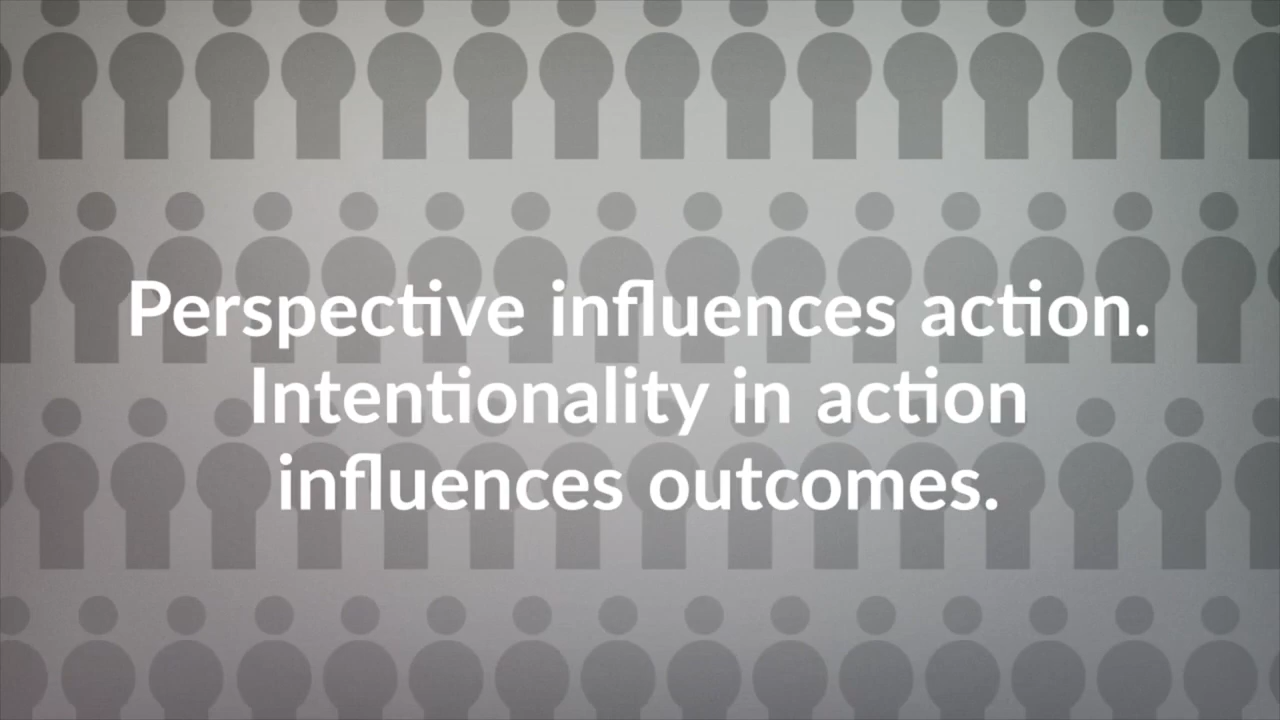 Perspective influences action.
Intentionality in action
influences outcomes.